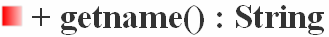 + getname() : String